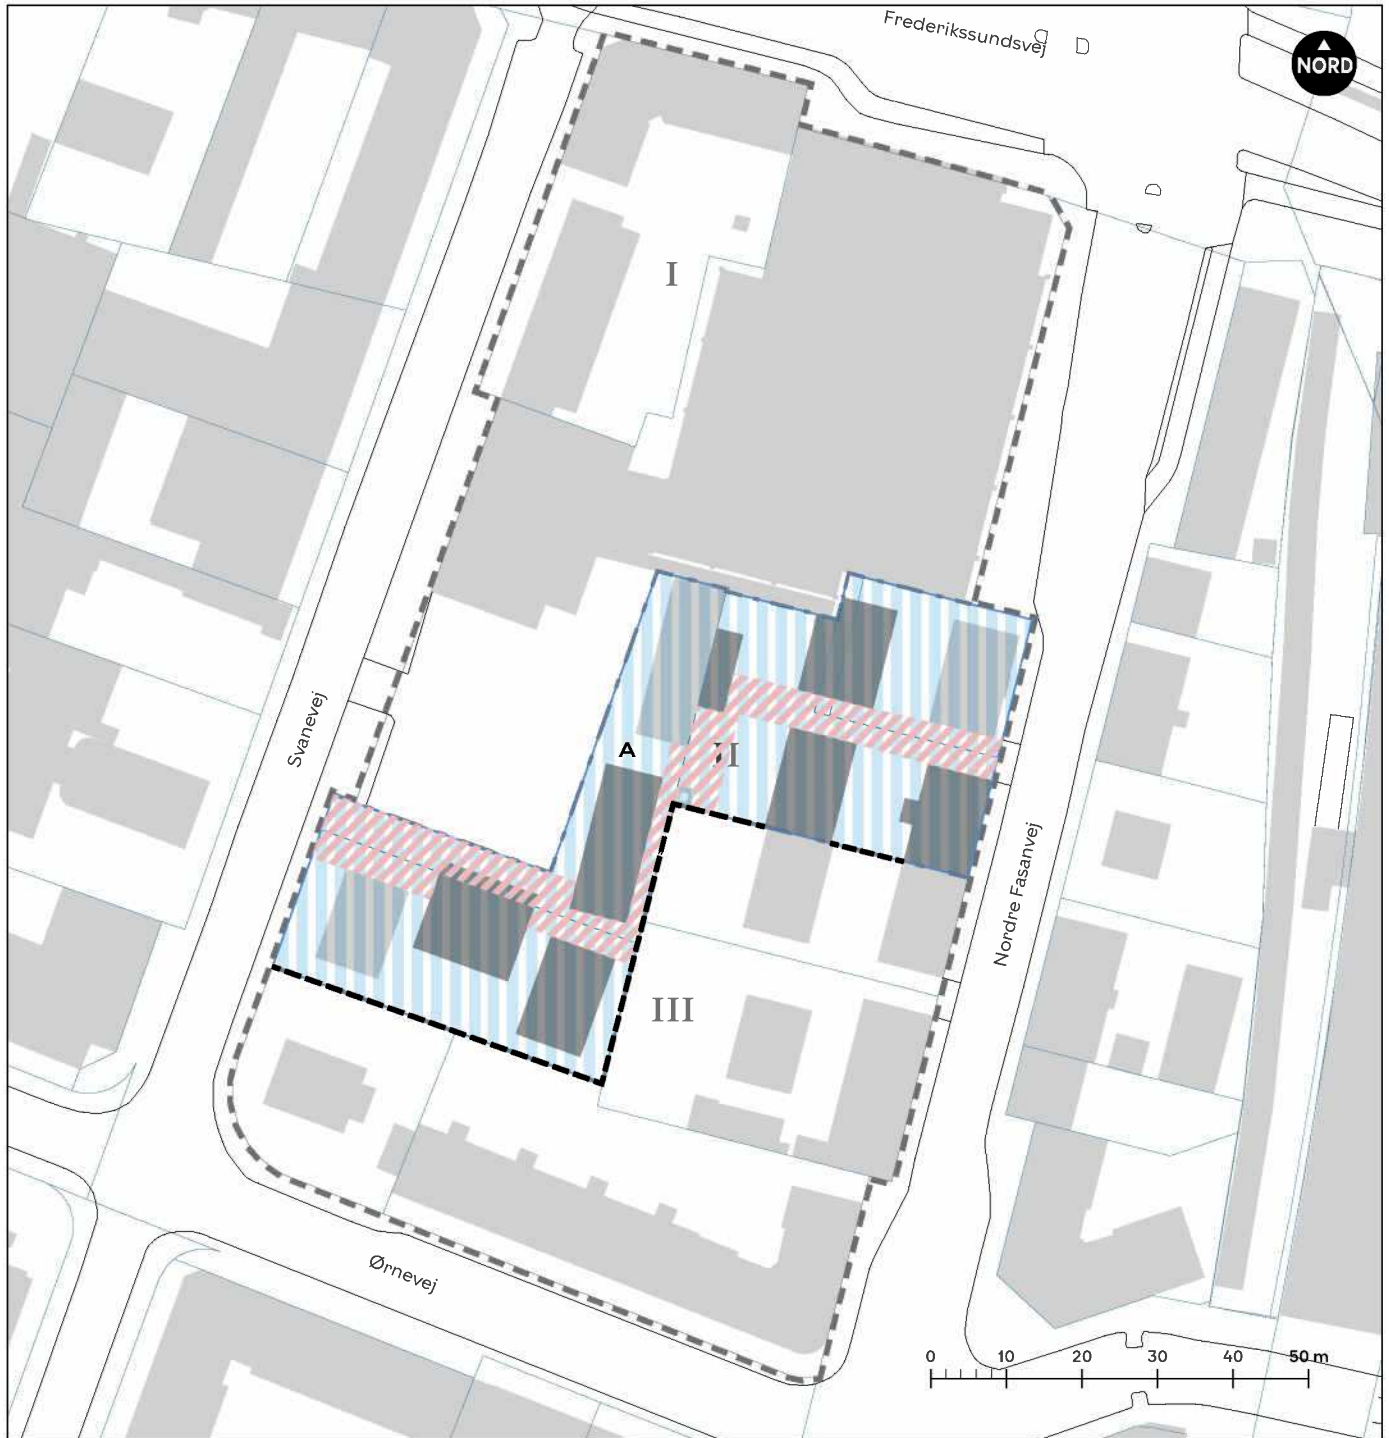 Frederikssundsvej
NORD
I
Svanevej
A
II
Nordre Fasanvej
III
Ørnevej
0 10 20 30 40 50 m